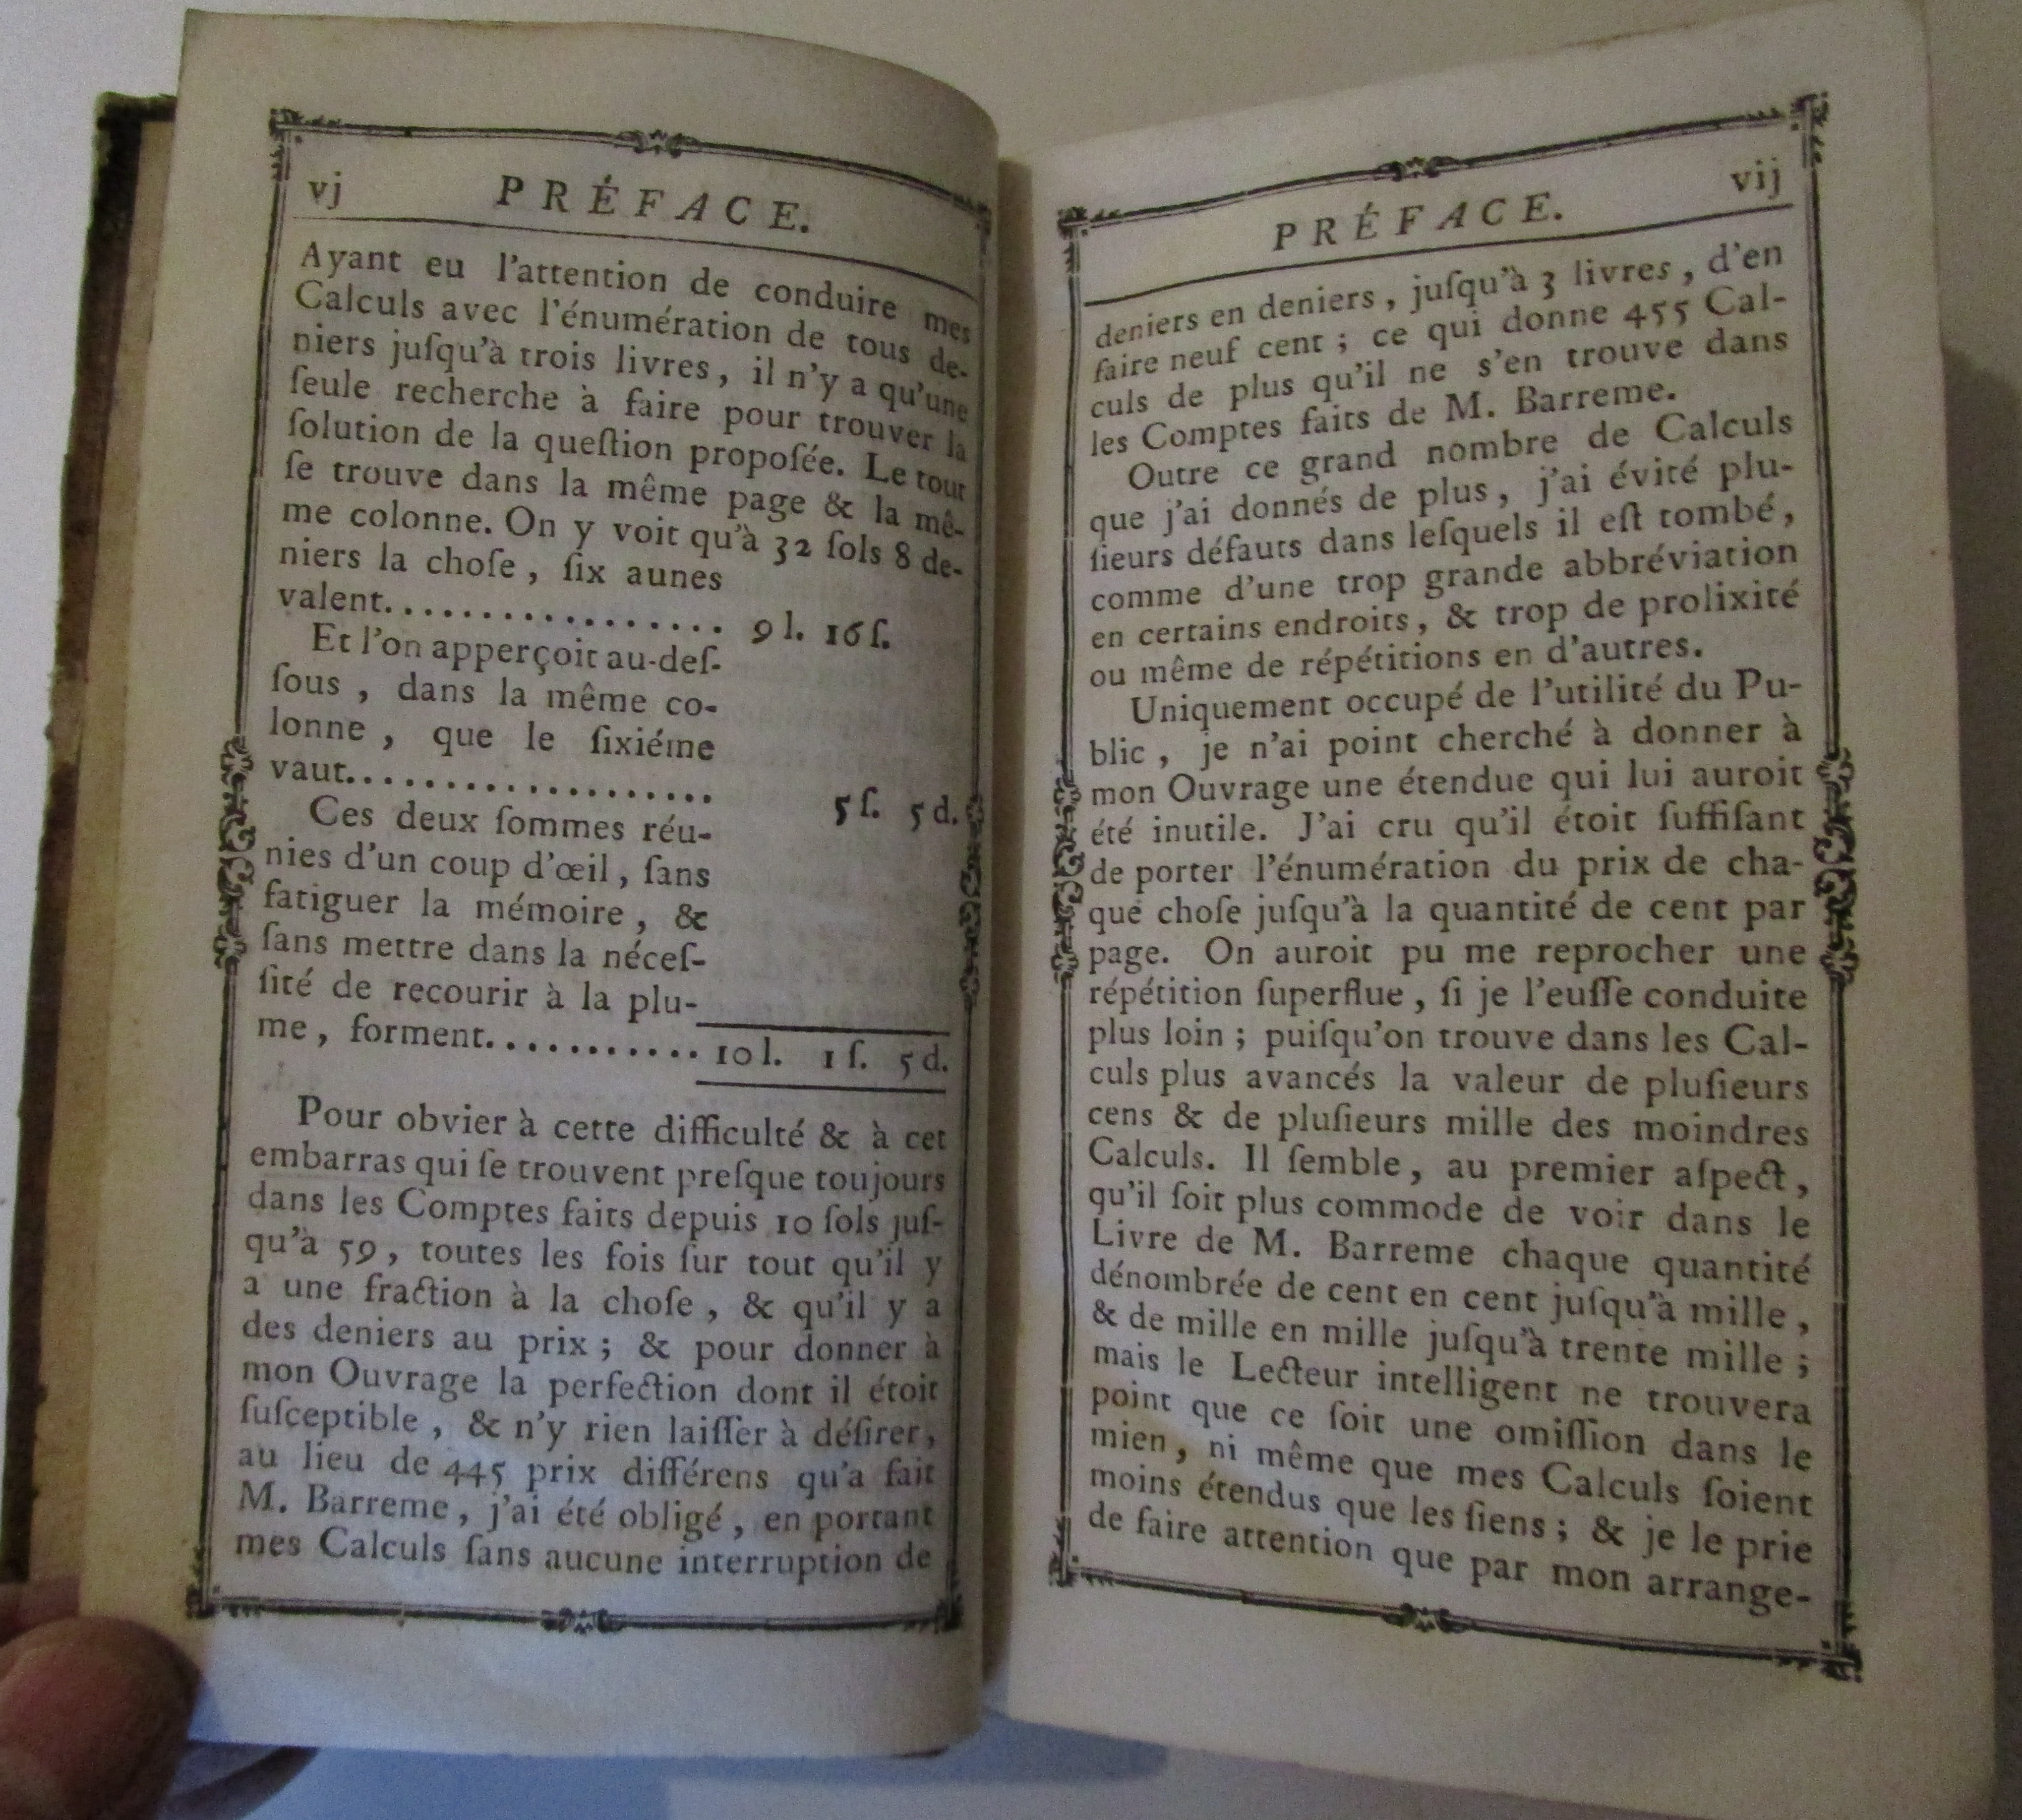 vj PRÉFACE.
Ayant eu l'attention de conduire mes
Calculs avec l'énumération de tous de-
niers juſqu'à trois livres, il n'y a qu'une
ſeule recherche à faire pour trouver la
ſolution de la queſtion propoſée. Le tout
ſe trouve dans la même page & la mê-
me colonne. On y voit qu'à 32 ſols 8 de-
niers la choſe, ſix aunes
valent................. 9 l. 16 ſ.
Et l'on apperçoit au-deſ-
ſous, dans la même co-
lonne, que le ſixiéme
vaut................... 5 ſ. 5 d.
Ces deux ſommes réu-
nies d'un coup d'œil, ſans
fatiguer la mémoire, &
ſans mettre dans la néceſ-
ſité de recourir à la plu-
me, forment........... 10 l. 1 ſ. 5 d.
Pour obvier à cette difficulté & à cet
embarras qui ſe trouvent preſque toujours
dans les Comptes faits depuis 10 ſols juſ-
qu'à 59, toutes les fois ſur tout qu'il y
a une fraction à la choſe, & qu'il y a
des deniers au prix; & pour donner à
mon Ouvrage la perfection dont il étoit
ſuſceptible, & n'y rien laiſſer à déſirer,
au lieu de 445 prix différens qu'a fait
M. Barreme, j'ai été obligé, en portant
mes Calculs ſans aucune interruption de
PRÉFACE. vij
deniers en deniers, juſqu'à 3 livres, d'en
faire neuf cent; ce qui donne 455 Cal-
culs de plus qu'il ne s'en trouve dans
les Comptes faits de M. Barreme.
Outre ce grand nombre de Calculs
que j'ai donnés de plus, j'ai évité plu-
ſieurs défauts dans leſquels il eſt tombé,
comme d'une trop grande abbréviation
en certains endroits, & trop de prolixité
ou même de répétitions en d'autres.
Uniquement occupé de l'utilité du Pu-
blic, je n'ai point cherché à donner à
mon Ouvrage une étendue qui lui auroit
été inutile. J'ai cru qu'il étoit ſuffiſant
de porter l'énumération du prix de cha-
que choſe juſqu'à la quantité de cent par
page. On auroit pu me reprocher une
répétition ſuperflue, ſi je l'euſſe conduite
plus loin; puiſqu'on trouve dans les Cal-
culs plus avancés la valeur de pluſieurs
cens & de pluſieurs mille des moindres
Calculs. Il ſemble, au premier aſpect,
qu'il ſoit plus commode de voir dans le
Livre de M. Barreme chaque quantité
dénombrée de cent en cent juſqu'à mille,
& de mille en mille juſqu'à trente mille;
mais le Lecteur intelligent ne trouvera
point que ce ſoit une omiſſion dans le
mien, ni même que mes Calculs ſoient
moins étendus que les ſiens; & je le prie
de faire attention que par mon arrange-